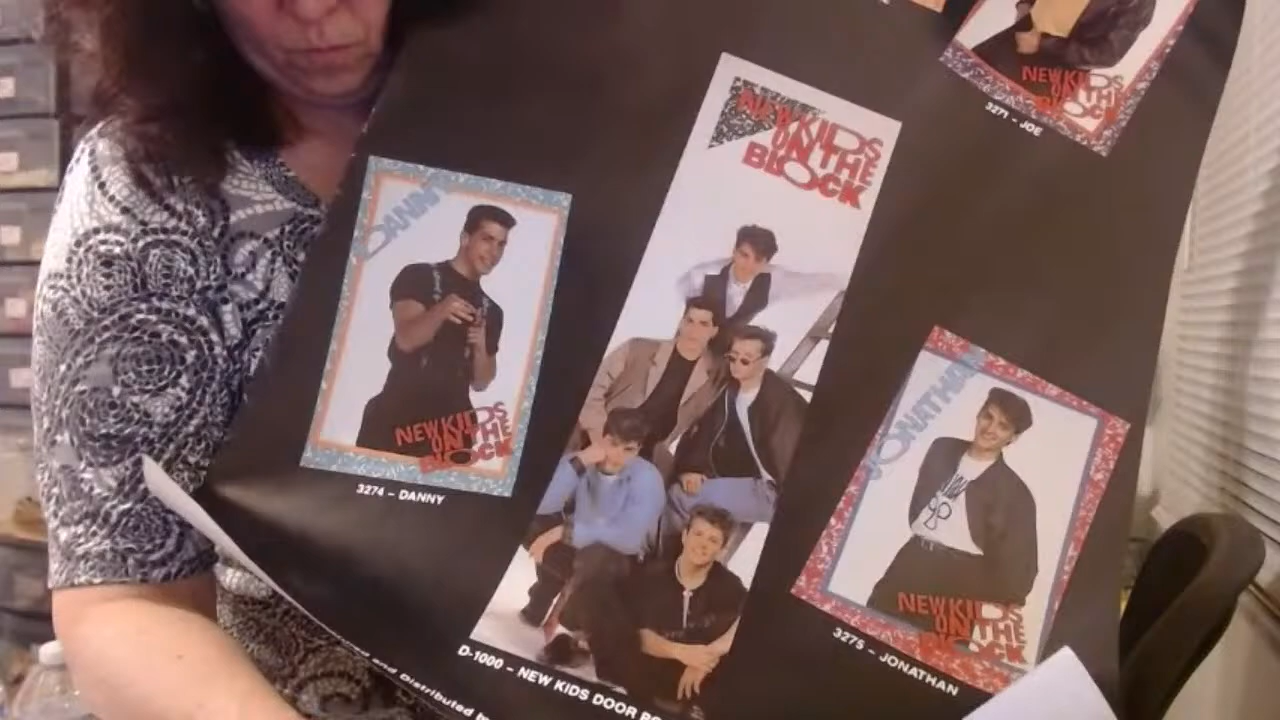 NEW KIDS
ON THE
BLOCK
3271 - JOE
NEW KIDS
ON THE
BLOCK
DANNY
NEW KIDS
ON THE
BLOCK
3274 - DANNY
JONATHAN
NEW KIDS
ON THE
BLOCK
3275 - JONATHAN
D-1000 - NEW KIDS DOOR
and Distributed